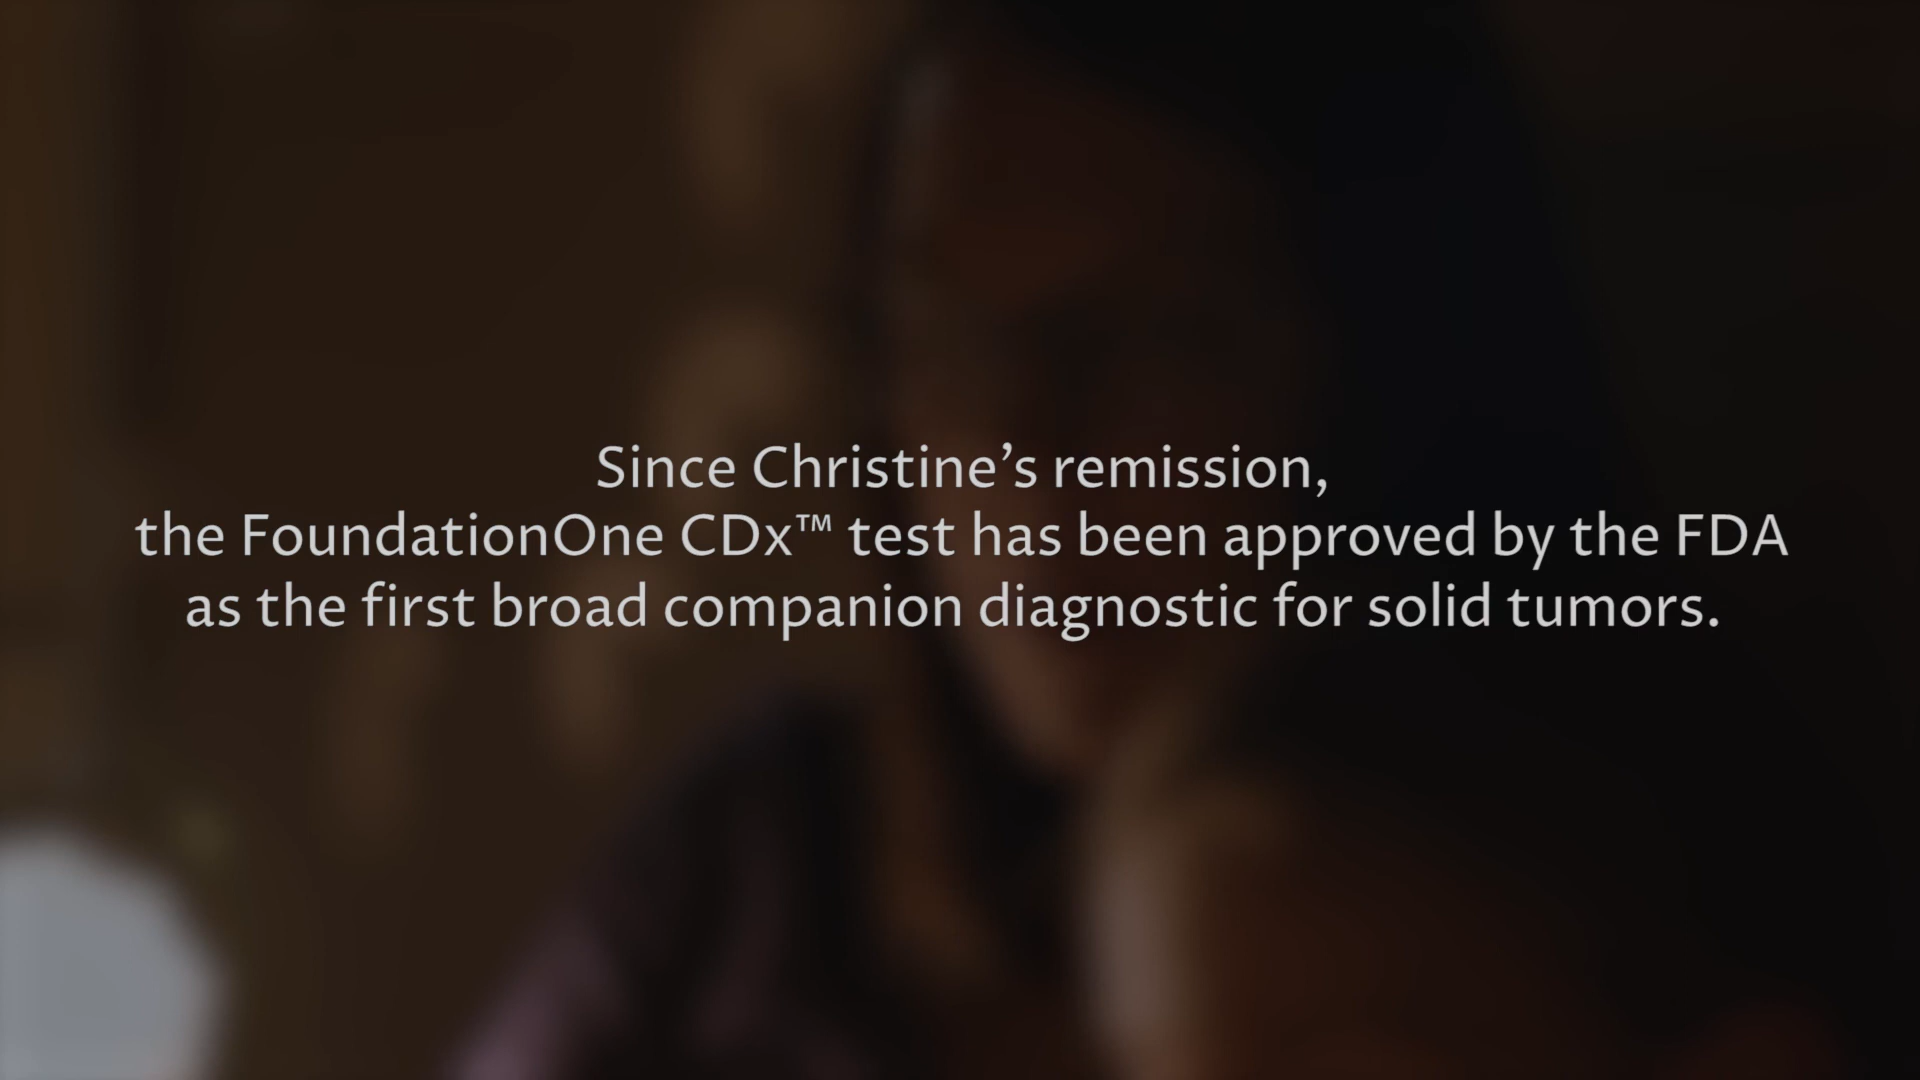 Since Christine’s remission,
the FoundationOne CDx™ test has been approved by the FDA
as the first broad companion diagnostic for solid tumors.